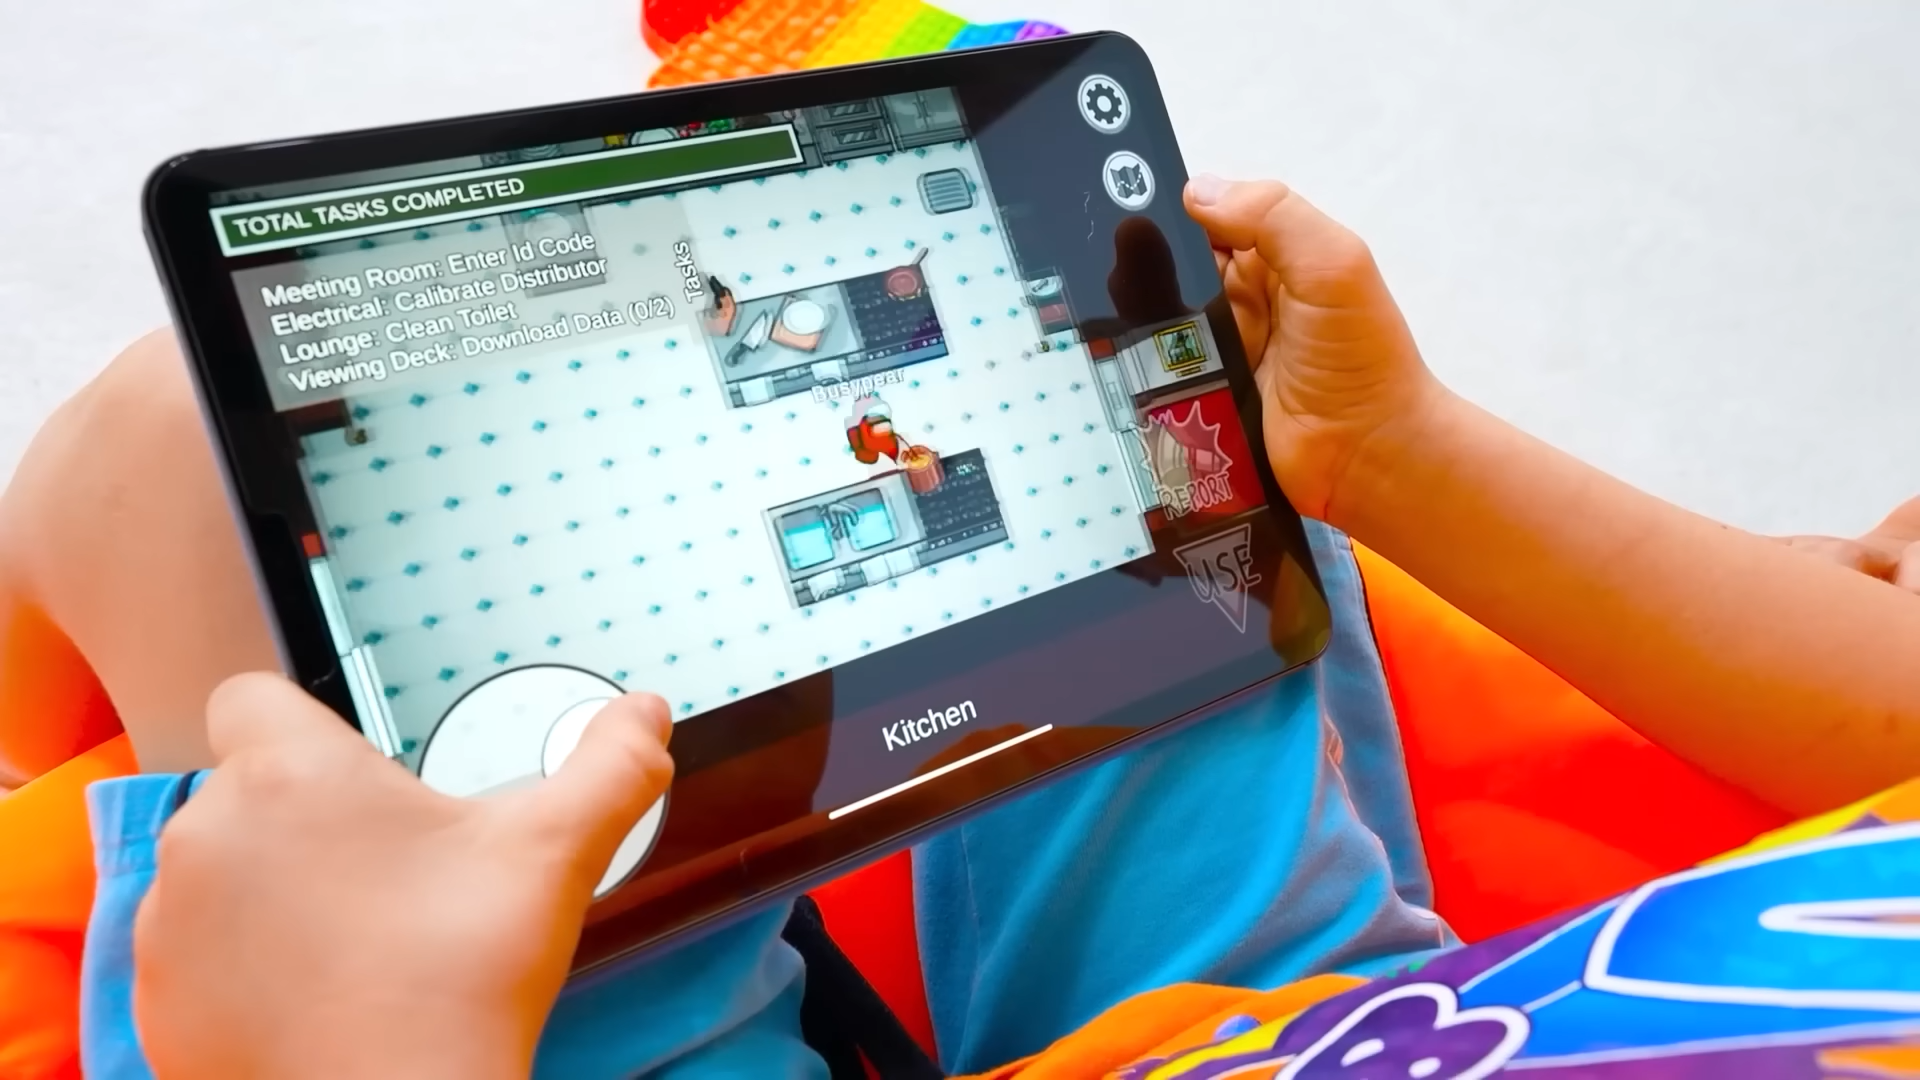 TOTAL TASKS COMPLETED
Meeting Room: Enter Id Code
Electrical: Calibrate Distributor
Lounge: Clean Toilet
Viewing Deck: Download Data (0/2)
Tasks
Busypear
REPORT
USE
Kitchen